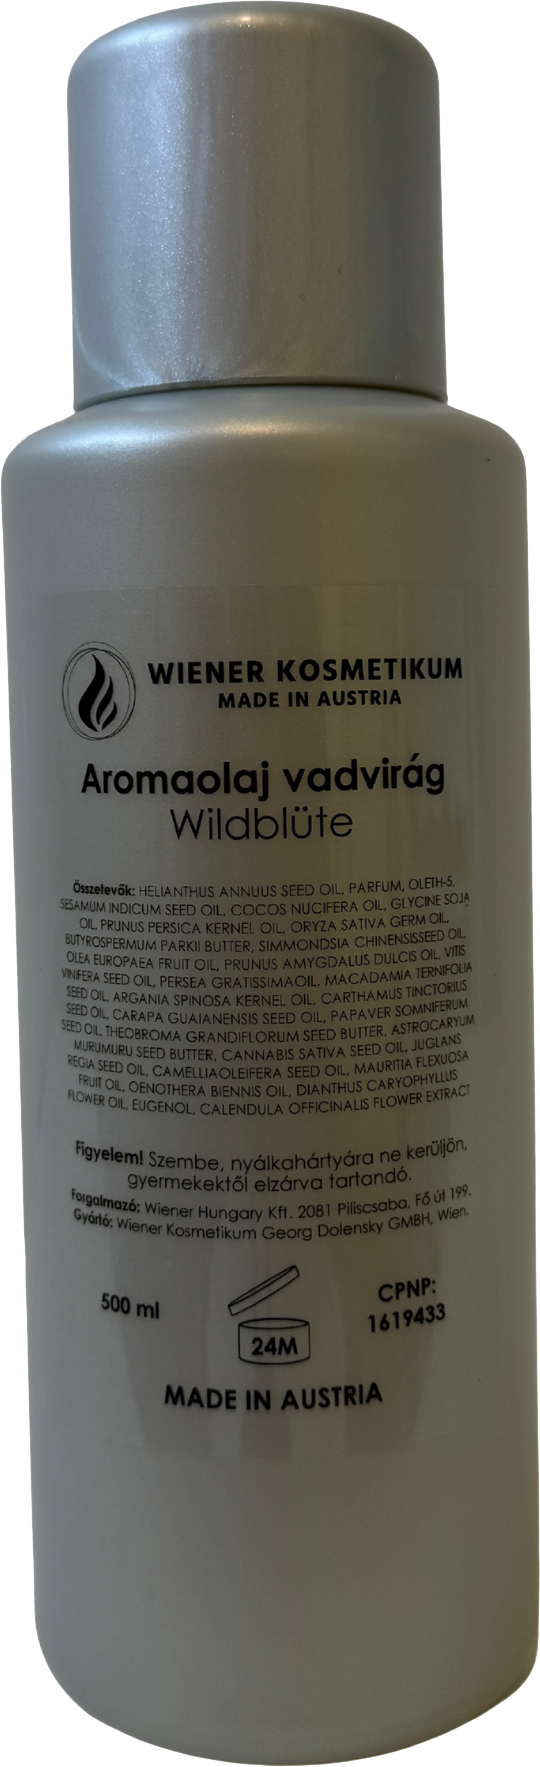 WIENER KOSMETIKUM
MADE IN AUSTRIA
Aromaolaj vadvirág
Wildblüte
Összetevők: HELIANTHUS ANNUUS SEED OIL, PARFUM, OLETH-5,
SESAMUM INDICUM SEED OIL, COCOS NUCIFERA OIL, GLYCINE SOJA
OIL, PRUNUS PERSICA KERNEL OIL, ORYZA SATIVA GERM OIL,
BUTYROSPERMUM PARKII BUTTER, SIMMONDSIA CHINENSISSEED OIL,
OLEA EUROPAEA FRUIT OIL, PRUNUS AMYGDALUS DULCIS OIL, VITIS
VINIFERA SEED OIL, PERSEA GRATISSIMAOIL, MACADAMIA TERNIFOLIA
SEED OIL, ARGANIA SPINOSA KERNEL OIL, CARTHAMUS TINCTORIUS
SEED OIL, CARAPA GUAIANENSIS SEED OIL, PAPAVER SOMNIFERUM
SEED OIL, THEOBROMA GRANDIFLORUM SEED BUTTER, ASTROCARYUM
MURUMURU SEED BUTTER, CANNABIS SATIVA SEED OIL, JUGLANS
REGIA SEED OIL, CAMELLIAOLEIFERA SEED OIL, MAURITIA FLEXUOSA
FRUIT OIL, OENOTHERA BIENNIS OIL, DIANTHUS CARYOPHYLLUS
FLOWER OIL, EUGENOL, CALENDULA OFFICINALIS FLOWER EXTRACT
Figyelem! Szembe, nyálkahártyára ne kerüljön,
gyermekektől elzárva tartandó.
Forgalmazó: Wiener Hungary Kft. 2081 Piliscsaba, Fő út 199.
Gyártó: Wiener Kosmetikum Georg Dolensky GMBH, Wien.
500 ml
24M
CPNP:
1619433
MADE IN AUSTRIA